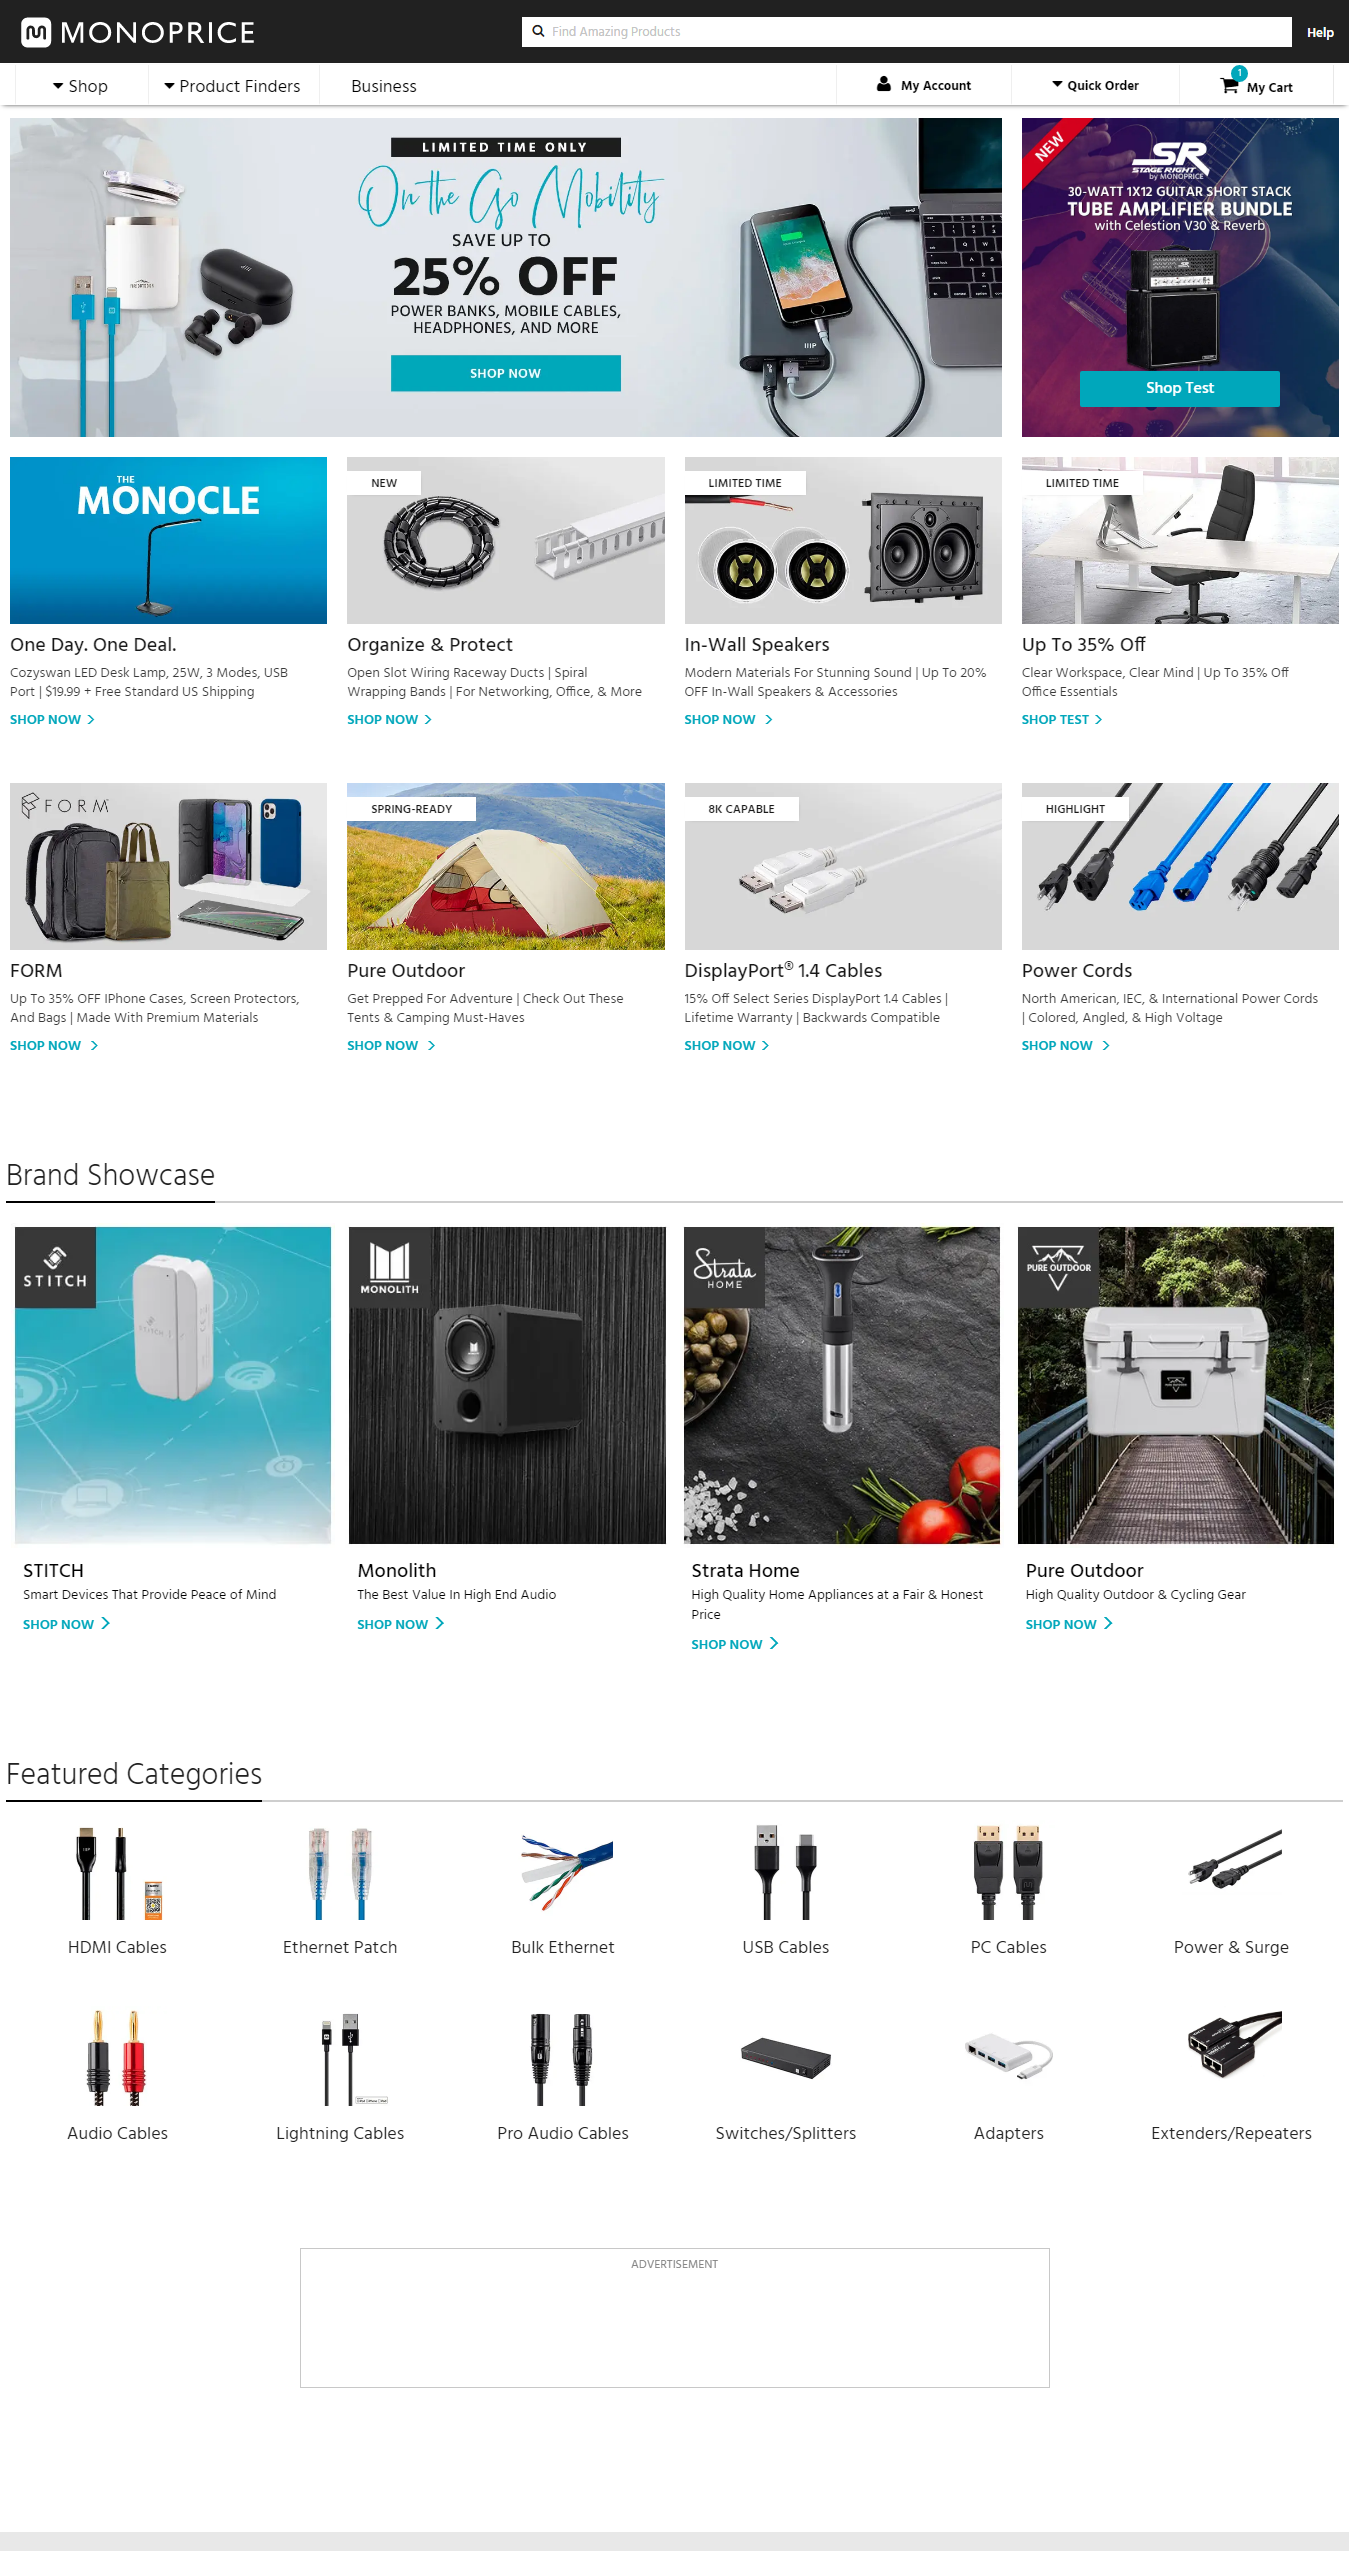 MONOPRICE
Find Amazing Products
Help
Shop
Product Finders
Business
My Account
Quick Order
1
My Cart
LIMITED TIME ONLY
On the Go Mobility
SAVE UP TO
25% OFF
POWER BANKS, MOBILE CABLES,
HEADPHONES, AND MORE
SHOP NOW
NEW
SR
STAGE RIGHT
by MONOPRICE
30-WATT 1X12 GUITAR SHORT STACK
TUBE AMPLIFIER BUNDLE
with Celestion V30 & Reverb
Shop Test
THE
MONOCLE
NEW
LIMITED TIME
LIMITED TIME
One Day. One Deal.
Cozyswan LED Desk Lamp, 25W, 3 Modes, USB
Port | $19.99 + Free Standard US Shipping
SHOP NOW
Organize & Protect
Open Slot Wiring Raceway Ducts | Spiral
Wrapping Bands | For Networking, Office, & More
SHOP NOW
In-Wall Speakers
Modern Materials For Stunning Sound | Up To 20%
OFF In-Wall Speakers & Accessories
SHOP NOW
Up To 35% Off
Clear Workspace, Clear Mind | Up To 35% Off
Office Essentials
SHOP TEST
FORM
SPRING-READY
8K CAPABLE
HIGHLIGHT
FORM
Up To 35% OFF IPhone Cases, Screen Protectors,
And Bags | Made With Premium Materials
SHOP NOW
Pure Outdoor
Get Prepped For Adventure | Check Out These
Tents & Camping Must-Haves
SHOP NOW
DisplayPort® 1.4 Cables
15% Off Select Series DisplayPort 1.4 Cables |
Lifetime Warranty | Backwards Compatible
SHOP NOW
Power Cords
North American, IEC, & International Power Cords
| Colored, Angled, & High Voltage
SHOP NOW
Brand Showcase
STITCH
MONOLITH
Strata
HOME
PURE OUTDOOR
STITCH
Smart Devices That Provide Peace of Mind
SHOP NOW
Monolith
The Best Value In High End Audio
SHOP NOW
Strata Home
High Quality Home Appliances at a Fair & Honest
Price
SHOP NOW
Pure Outdoor
High Quality Outdoor & Cycling Gear
SHOP NOW
Featured Categories
HDMI Cables
Ethernet Patch
Bulk Ethernet
USB Cables
PC Cables
Power & Surge
Audio Cables
Lightning Cables
Pro Audio Cables
Switches/Splitters
Adapters
Extenders/Repeaters
ADVERTISEMENT